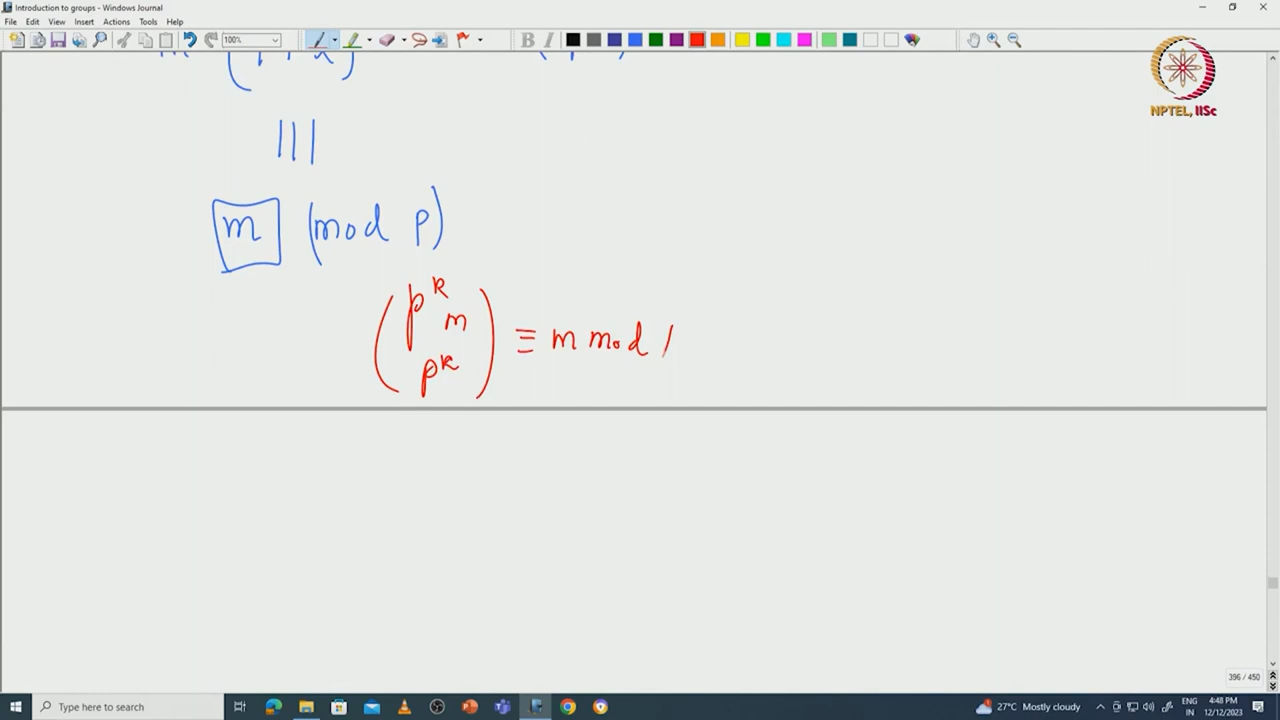 Introduction to groups - Windows Journal
File Edit View Insert Actions Tools Help
100%
B I
NPTEL, IISc
|||
m (mod p)
p^k m
( ) ≡ m mod
p^k
396 / 450
Type here to search
27°C Mostly cloudy
ENG
IN
4:48 PM
12/12/2023